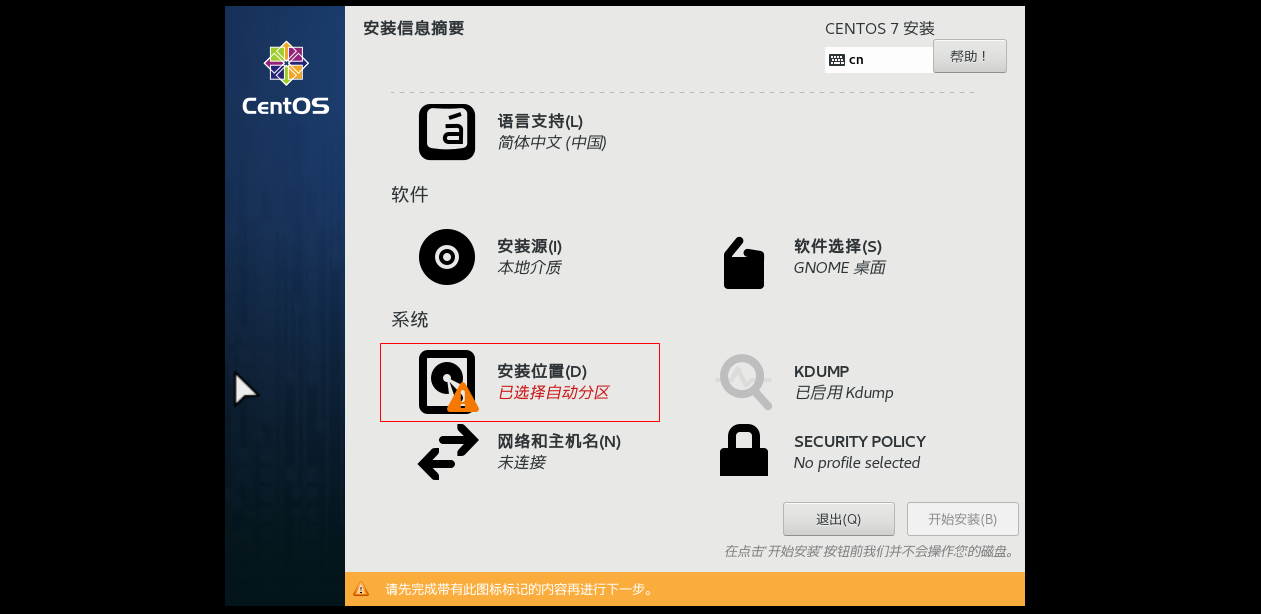 安装信息摘要
CENTOS 7 安装
cn
帮助！
CentOS
语言支持(L)
简体中文 (中国)
软件
安装源(I)
本地介质
软件选择(S)
GNOME 桌面
系统
安装位置(D)
已选择自动分区
KDUMP
已启用 Kdump
网络和主机名(N)
未连接
SECURITY POLICY
No profile selected
退出(Q)
开始安装(B)
在点击“开始安装”按钮前我们并不会操作您的磁盘。
请先完成带有此图标标记的内容再进行下一步。